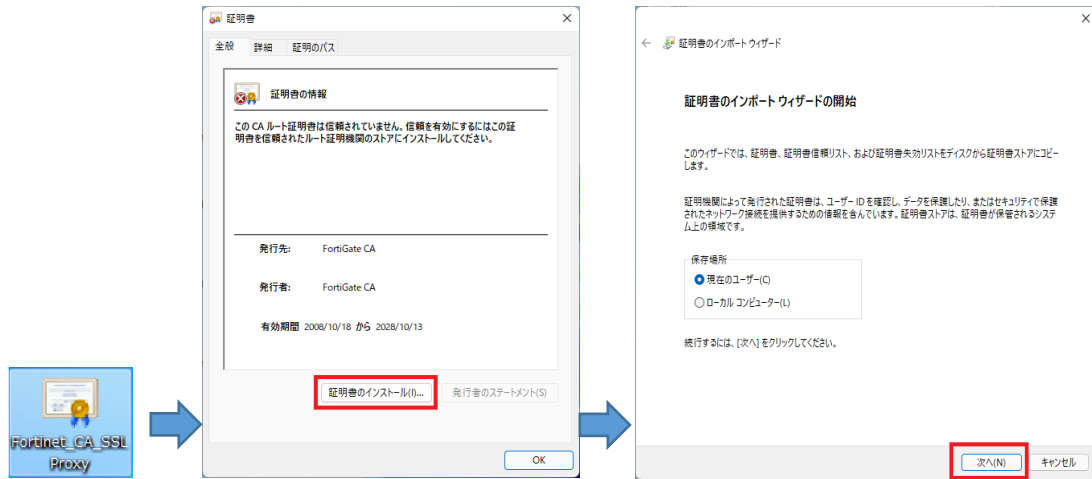 Fortinet_CA_SSL
Proxy
証明書
全般
詳細
証明のパス
証明書の情報
この CA ルート証明書は信頼されていません。信頼を有効にするにはこの証
明書を信頼されたルート証明機関のストアにインストールしてください。
発行先: FortiGate CA
発行者: FortiGate CA
有効期間 2008/10/18 から 2028/10/13
証明書のインストール(I)...
発行者のステートメント(S)
OK
証明書のインポート ウィザード
証明書のインポート ウィザードの開始
このウィザードでは、証明書、証明書信頼リスト、および証明書失効リストをディスクから証明書ストアにコピー
します。
証明機関によって発行された証明書は、ユーザー ID を確認し、データを保護したり、またはセキュリティで保護
されたネットワーク接続を提供するための情報を含んでいます。証明書ストアは、証明書が保管されるシステ
ム上の領域です。
保存場所
現在のユーザー(C)
ローカル コンピューター(L)
続行するには、[次へ] をクリックしてください。
次へ(N)
キャンセル